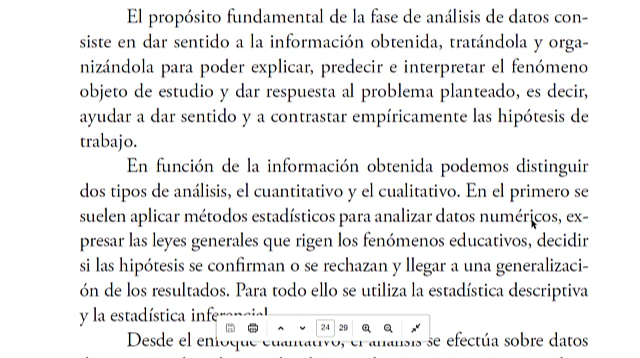 El propósito fundamental de la fase de análisis de datos con-
siste en dar sentido a la información obtenida, tratándola y orga-
nizándola para poder explicar, predecir e interpretar el fenómeno
objeto de estudio y dar respuesta al problema planteado, es decir,
ayudar a dar sentido y a contrastar empíricamente las hipótesis de
trabajo.
En función de la información obtenida podemos distinguir
dos tipos de análisis, el cuantitativo y el cualitativo. En el primero se
suelen aplicar métodos estadísticos para analizar datos numéricos, ex-
presar las leyes generales que rigen los fenómenos educativos, decidir
si las hipótesis se confirman o se rechazan y llegar a una generalizaci-
ón de los resultados. Para todo ello se utiliza la estadística descriptiva
y la estadística inferencial
24 29
Desde el enfoque cuantitativo, el análisis se efectúa sobre datos